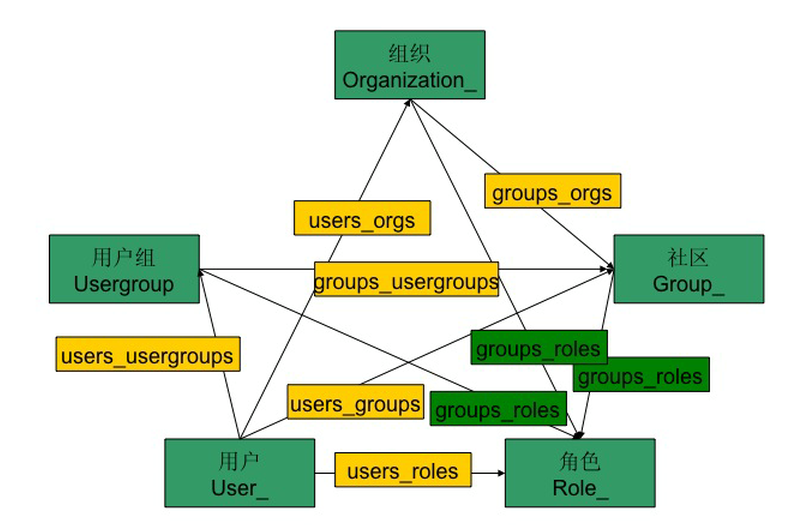 组织
Organization_
groups_orgs
users_orgs
用户组
Usergroup
社区
Group_
groups_usergroups
users_usergroups
groups_roles
groups_roles
users_groups
groups_roles
用户
User_
users_roles
角色
Role_